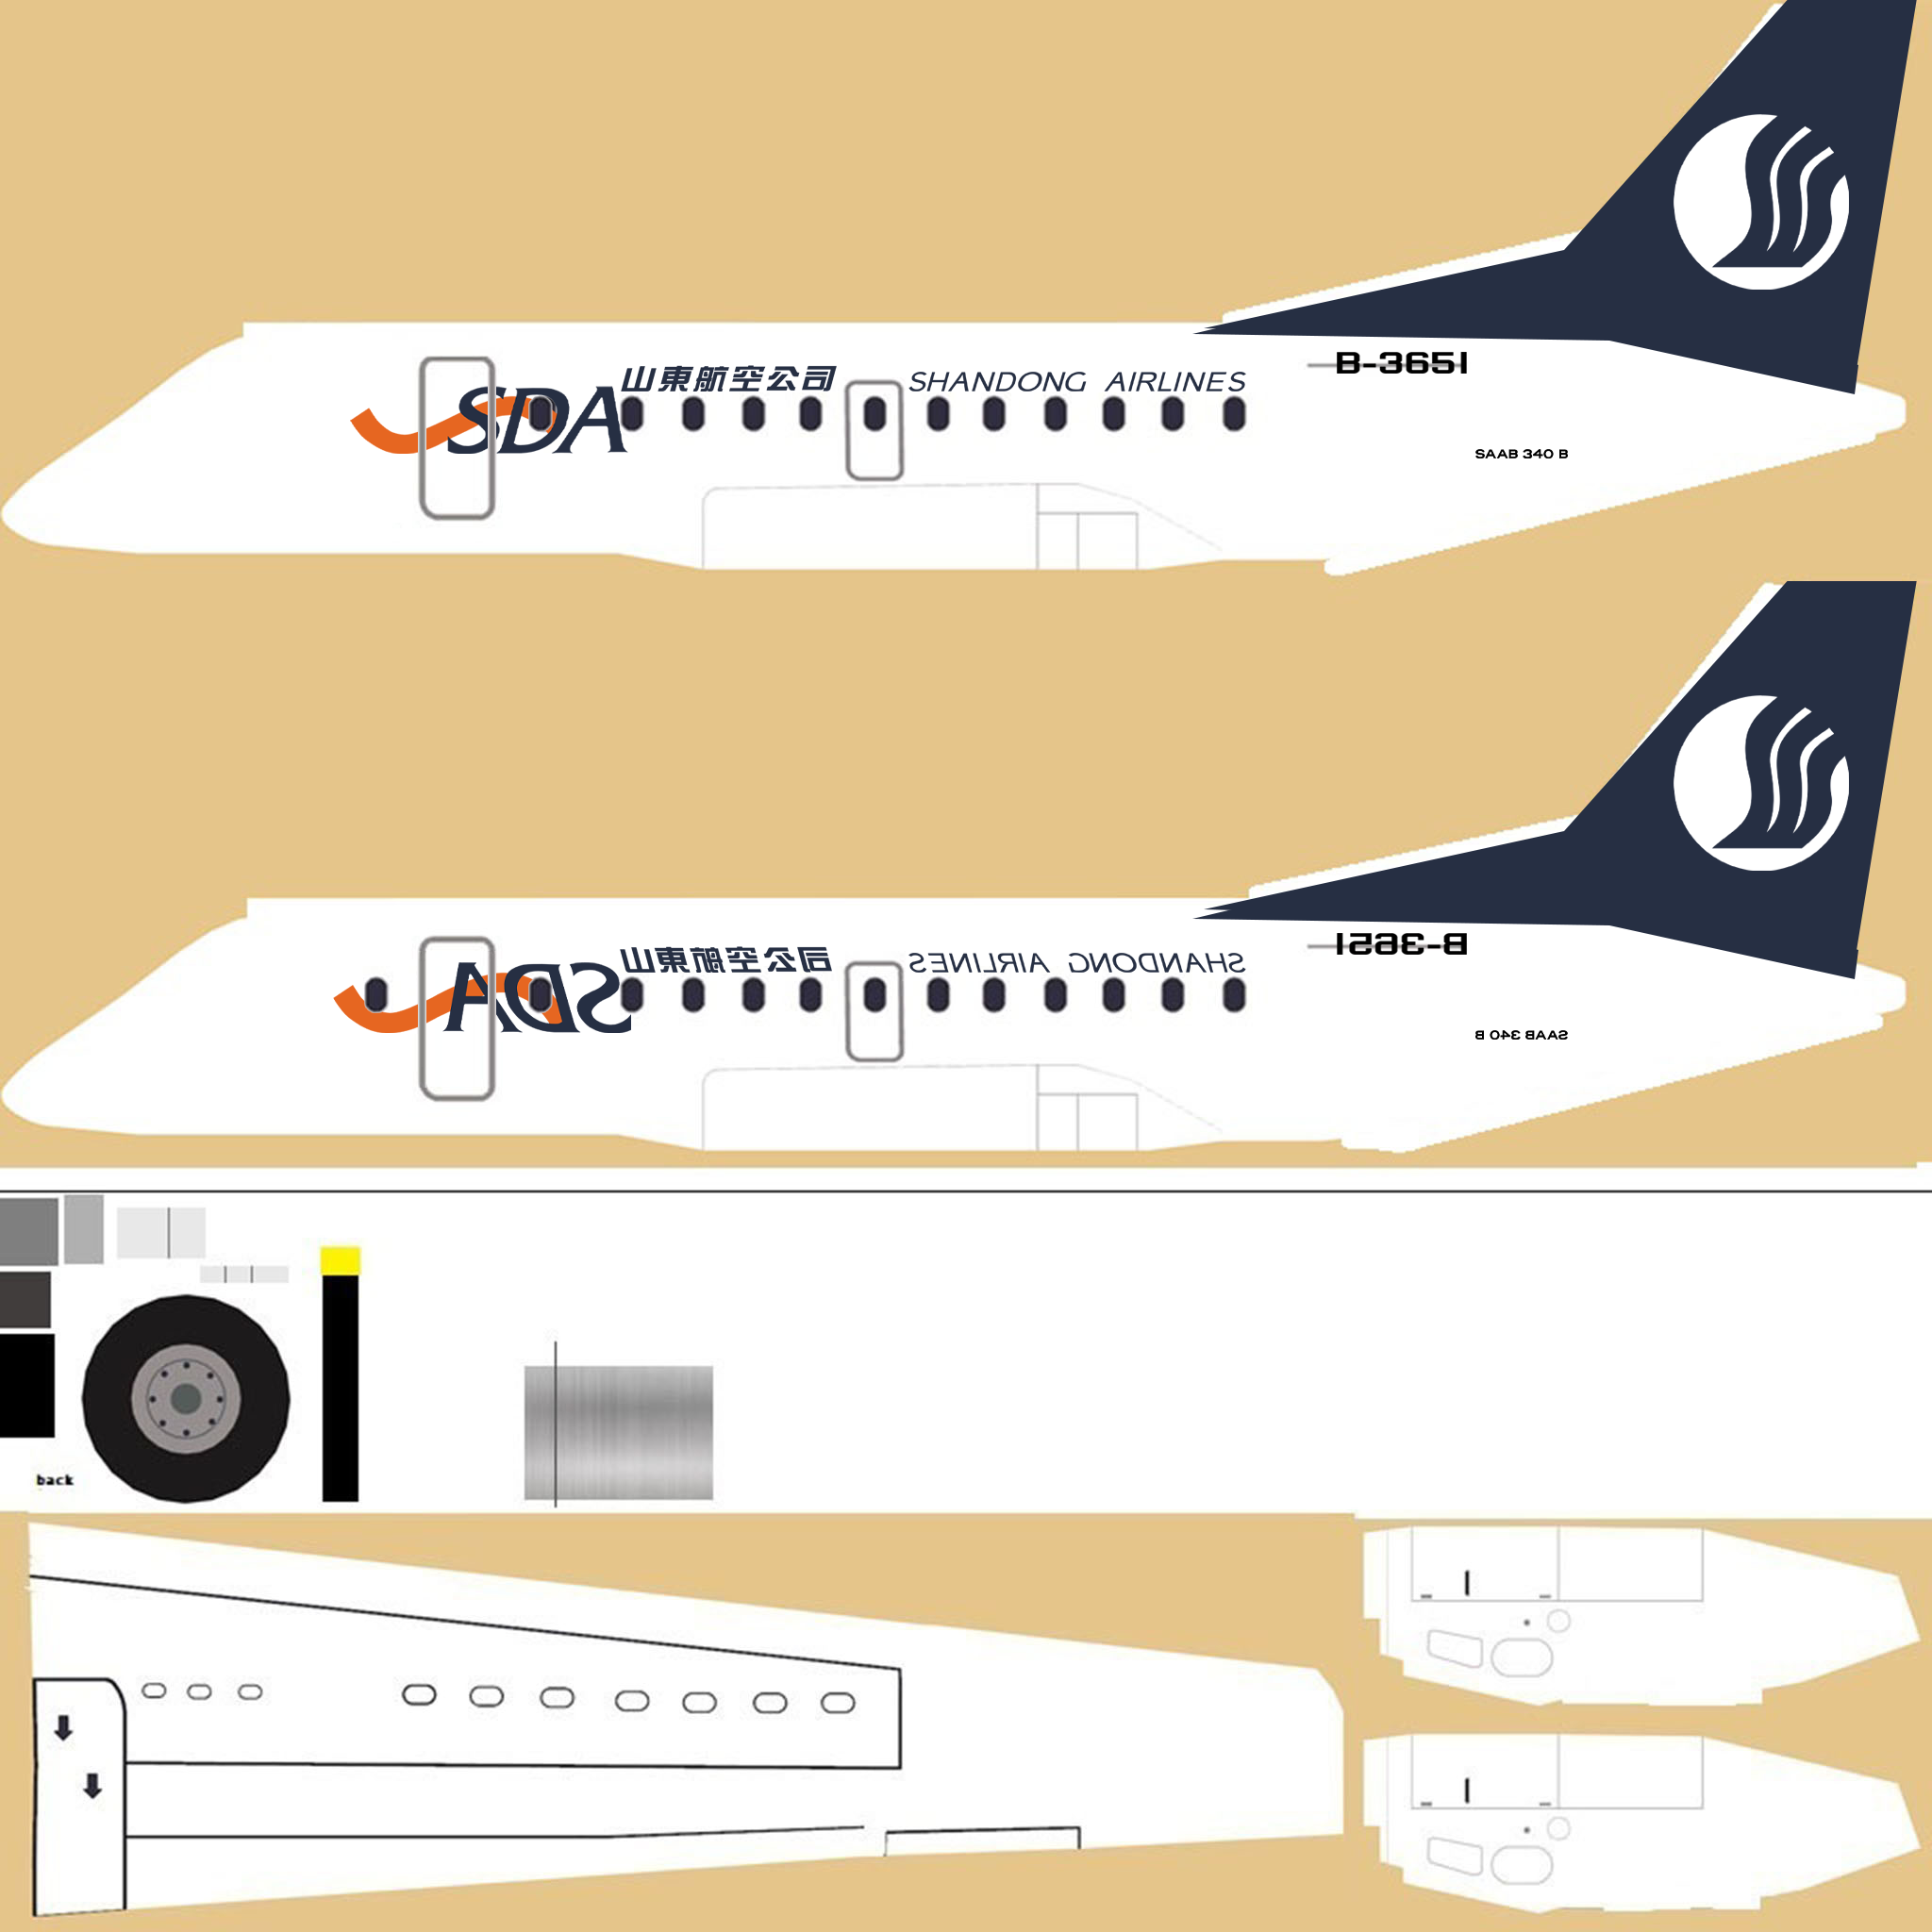 B-3651
山東航空公司 SHANDONG AIRLINES
SDA
SAAB 340 B
B-3651
山東航空公司 SHANDONG AIRLINES
SDA
SAAB 340 B
back